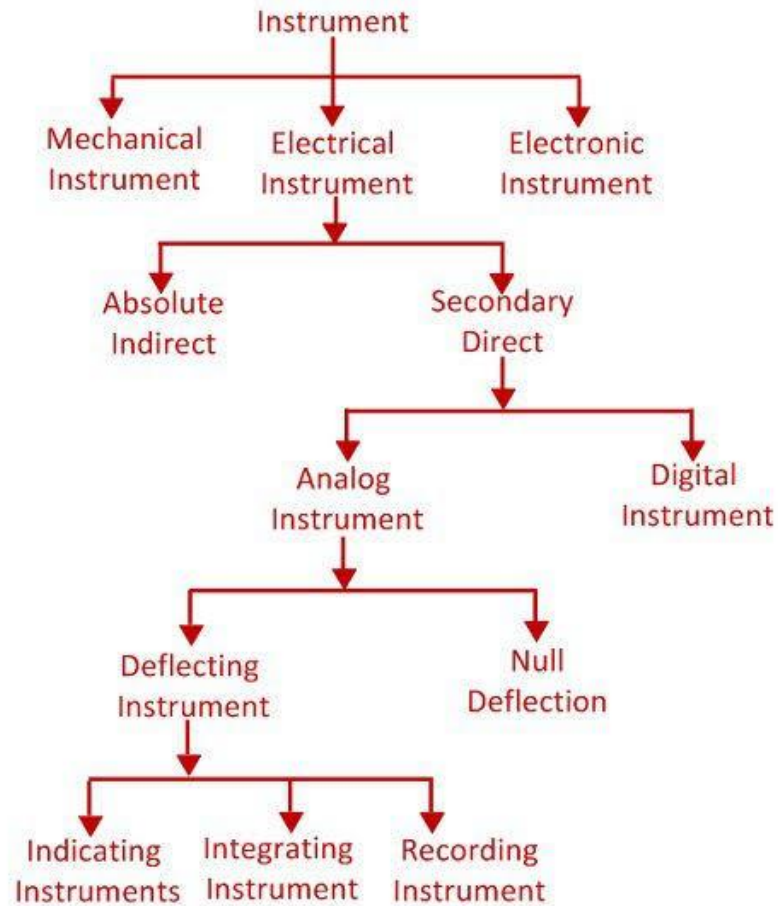 Instrument
Mechanical
Instrument
Electrical
Instrument
Electronic
Instrument
Absolute
Indirect
Secondary
Direct
Analog
Instrument
Digital
Instrument
Deflecting
Instrument
Null
Deflection
Indicating
Instruments
Integrating
Instrument
Recording
Instrument